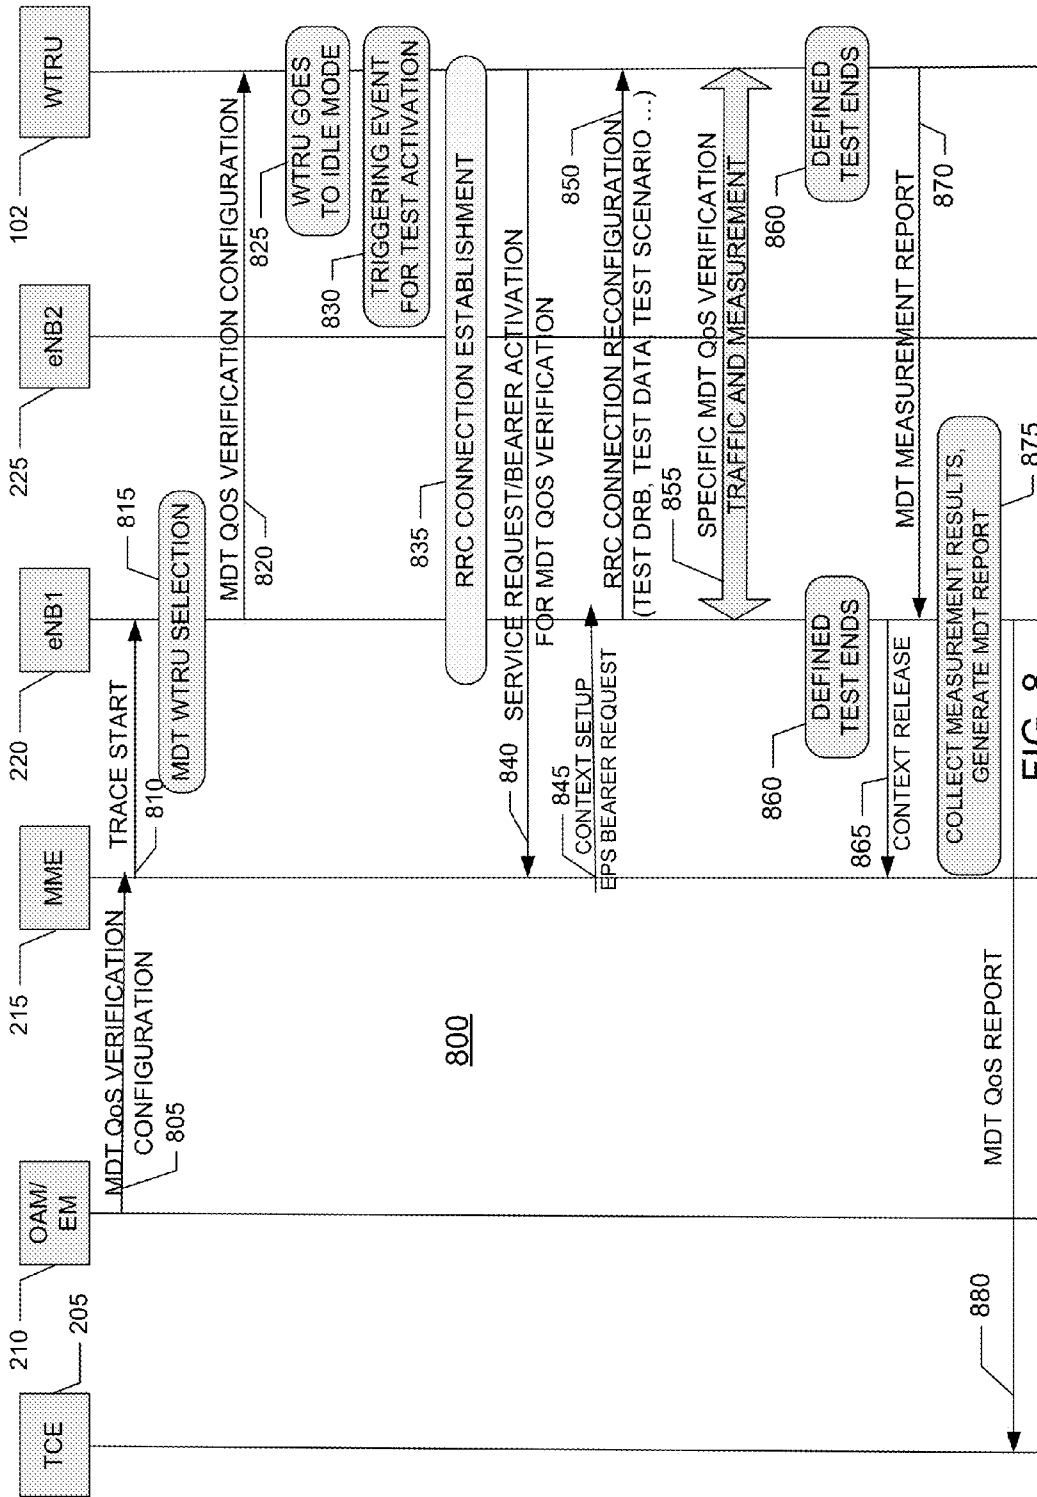 TCE
205
210
OAM/
EM
215
MME
220
eNB1
225
eNB2
102
WTRU
MDT QoS VERIFICATION
CONFIGURATION
805
TRACE START
810
815
MDT WTRU SELECTION
MDT QOS VERIFICATION CONFIGURATION
820
825
WTRU GOES
TO IDLE MODE
830
TRIGGERING EVENT
FOR TEST ACTIVATION
835
RRC CONNECTION ESTABLISHMENT
800
840
SERVICE REQUEST/BEARER ACTIVATION
FOR MDT QOS VERIFICATION
845
CONTEXT SETUP
EPS BEARER REQUEST
850
RRC CONNECTION RECONFIGURATION
(TEST DRB, TEST DATA, TEST SCENARIO ...)
855
SPECIFIC MDT QoS VERIFICATION
TRAFFIC AND MEASUREMENT
860
DEFINED
TEST ENDS
860
DEFINED
TEST ENDS
865
CONTEXT RELEASE
MDT MEASUREMENT REPORT
870
COLLECT MEASUREMENT RESULTS,
GENERATE MDT REPORT
875
MDT QoS REPORT
880
FIG. 8